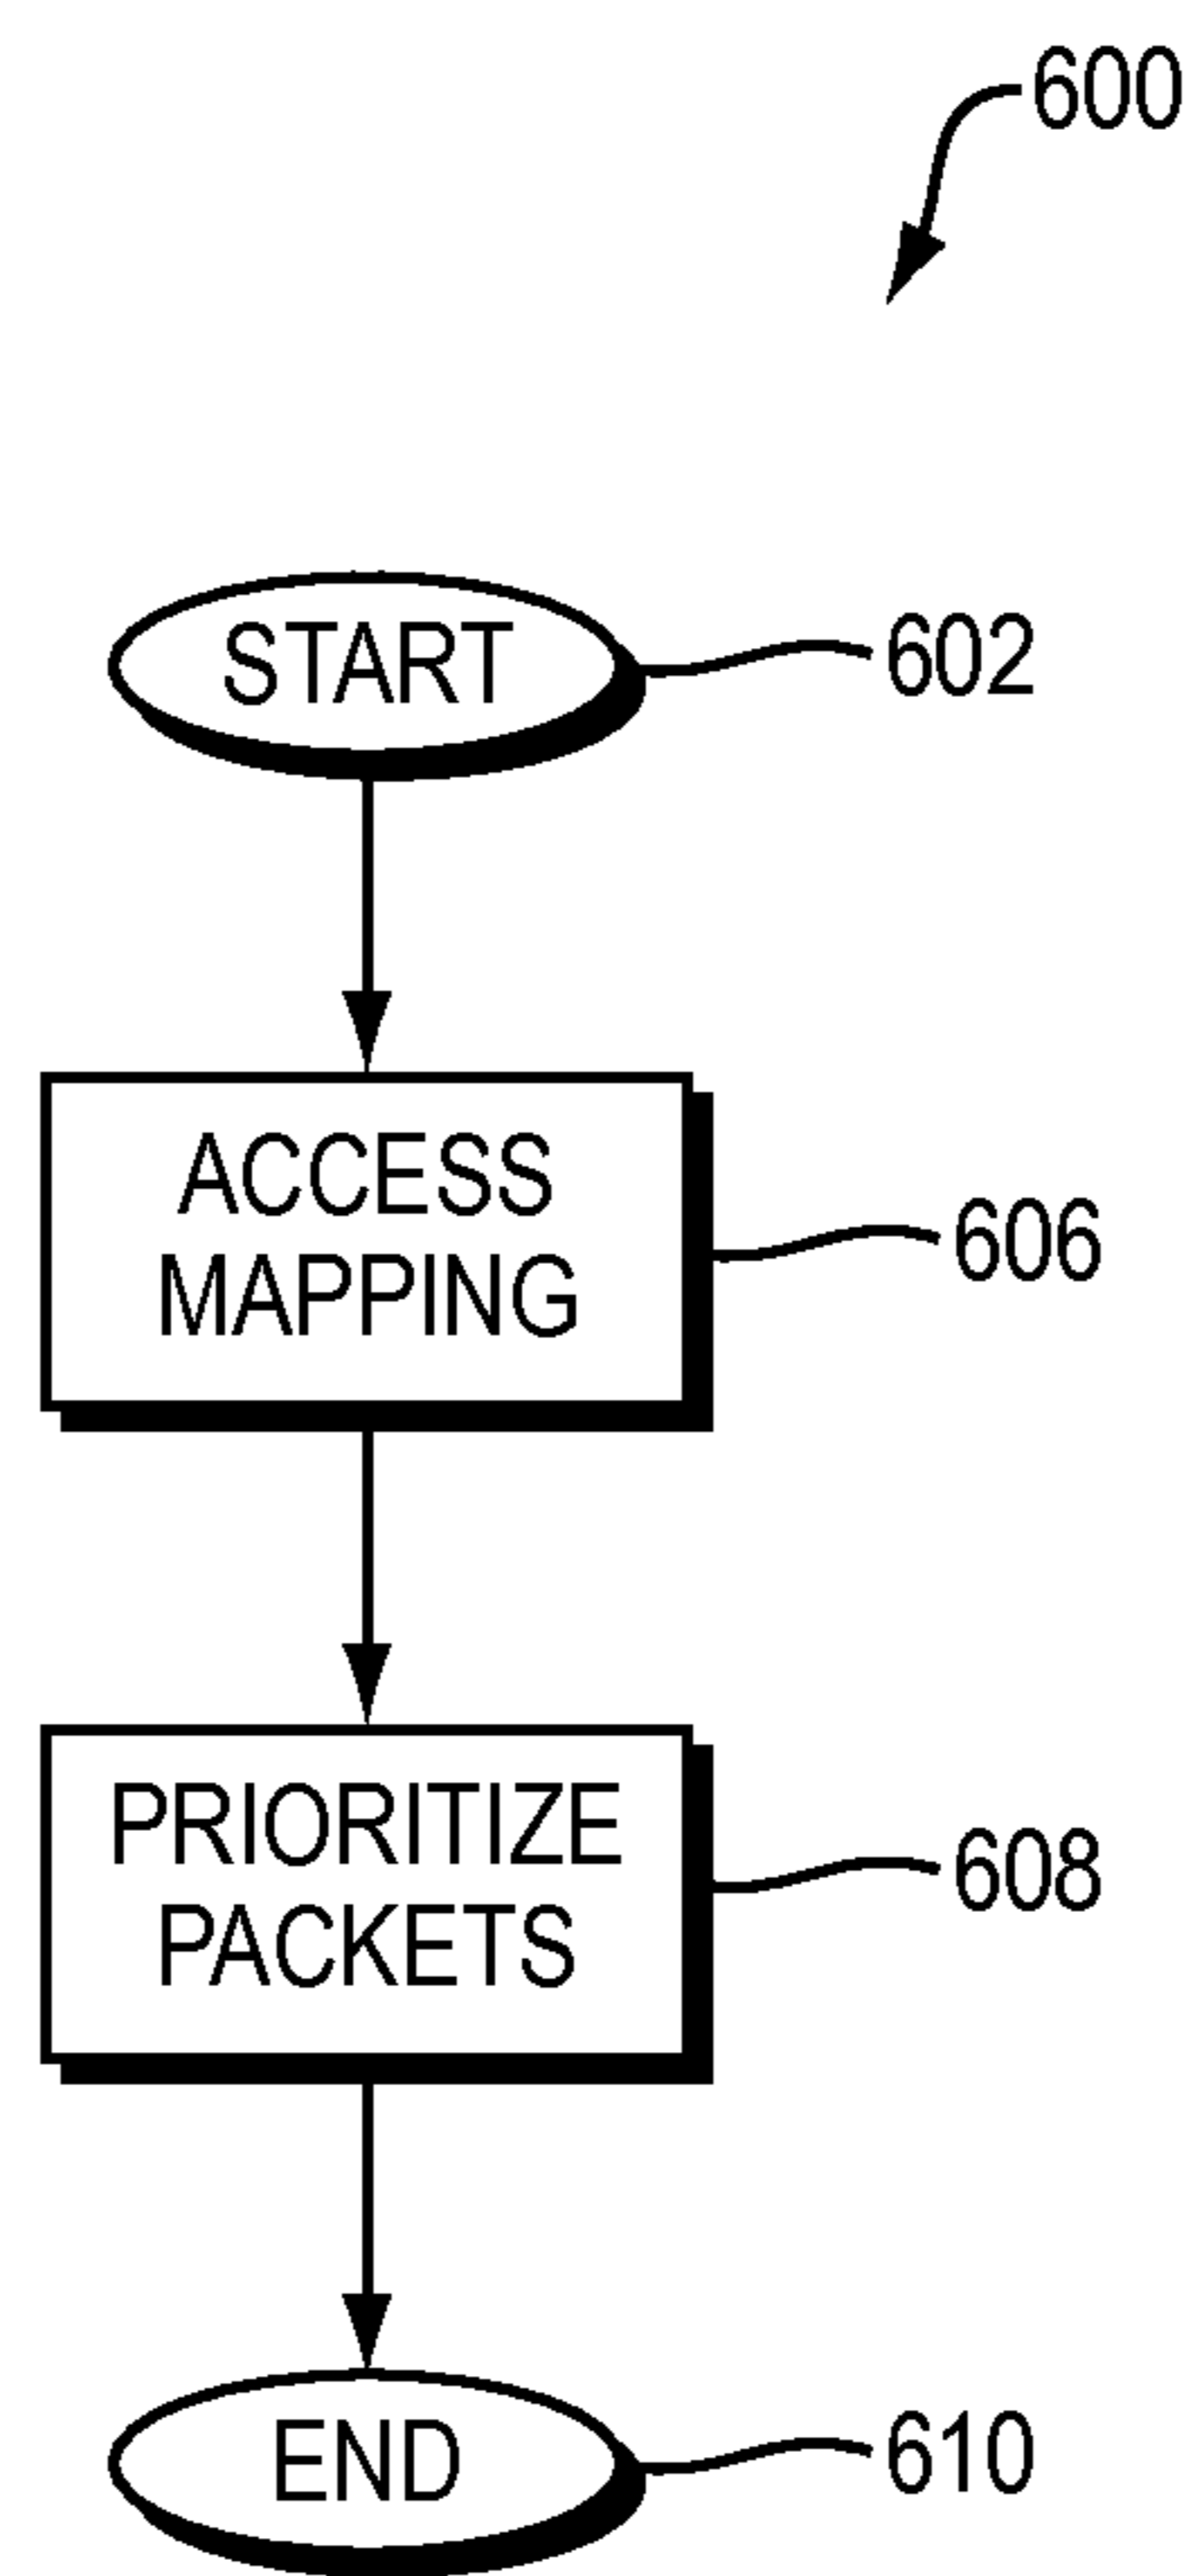 600
START
602
ACCESS
MAPPING
606
PRIORITIZE
PACKETS
608
END
610